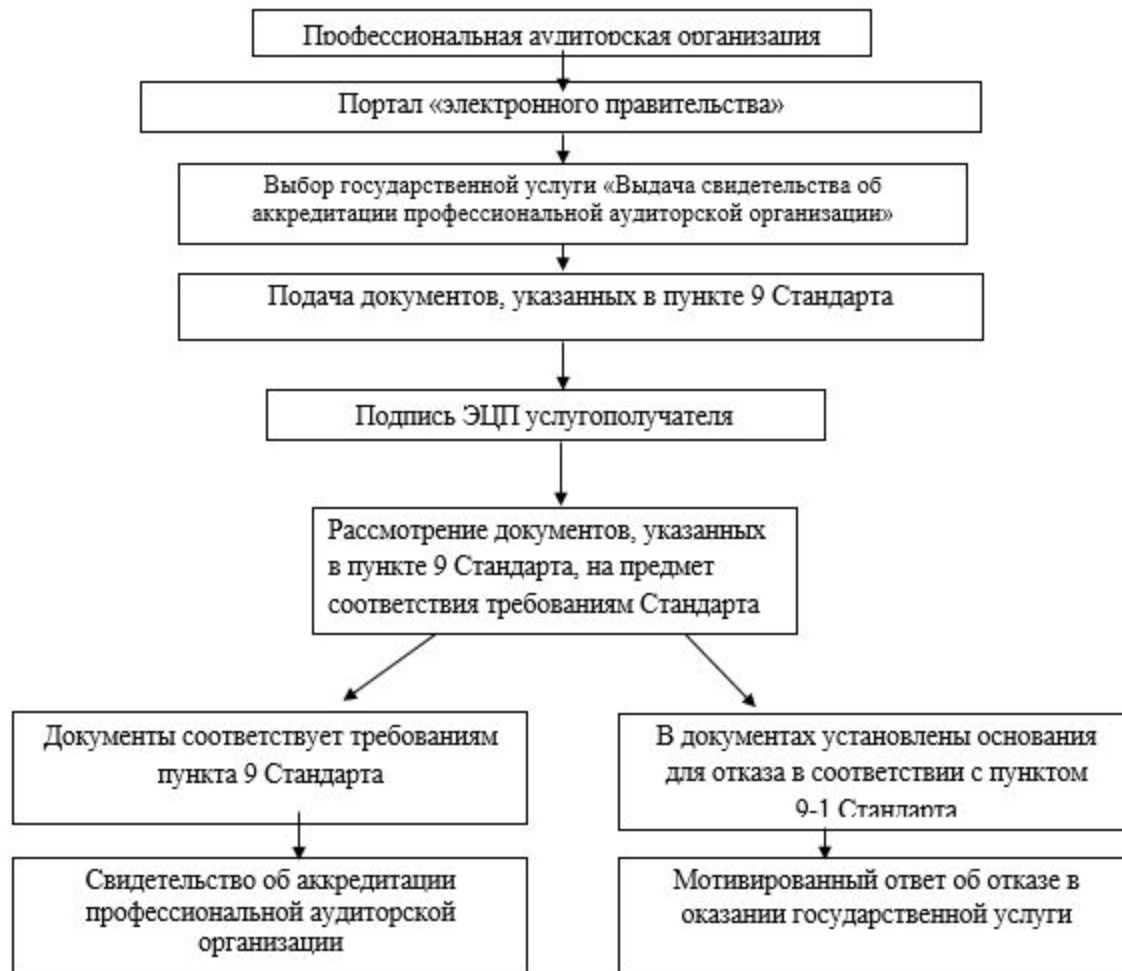 Профессиональная аудиторская организация
Портал «электронного правительства»
Выбор государственной услуги «Выдача свидетельства об
аккредитации профессиональной аудиторской организации»
Подача документов, указанных в пункте 9 Стандарта
Подпись ЭЦП услугополучателя
Рассмотрение документов, указанных
в пункте 9 Стандарта, на предмет
соответствия требованиям Стандарта
Документы соответствует требованиям
пункта 9 Стандарта
В документах установлены основания
для отказа в соответствии с пунктом
9-1 Стандарта
Свидетельство об аккредитации
профессиональной аудиторской
организации
Мотивированный ответ об отказе в
оказании государственной услуги